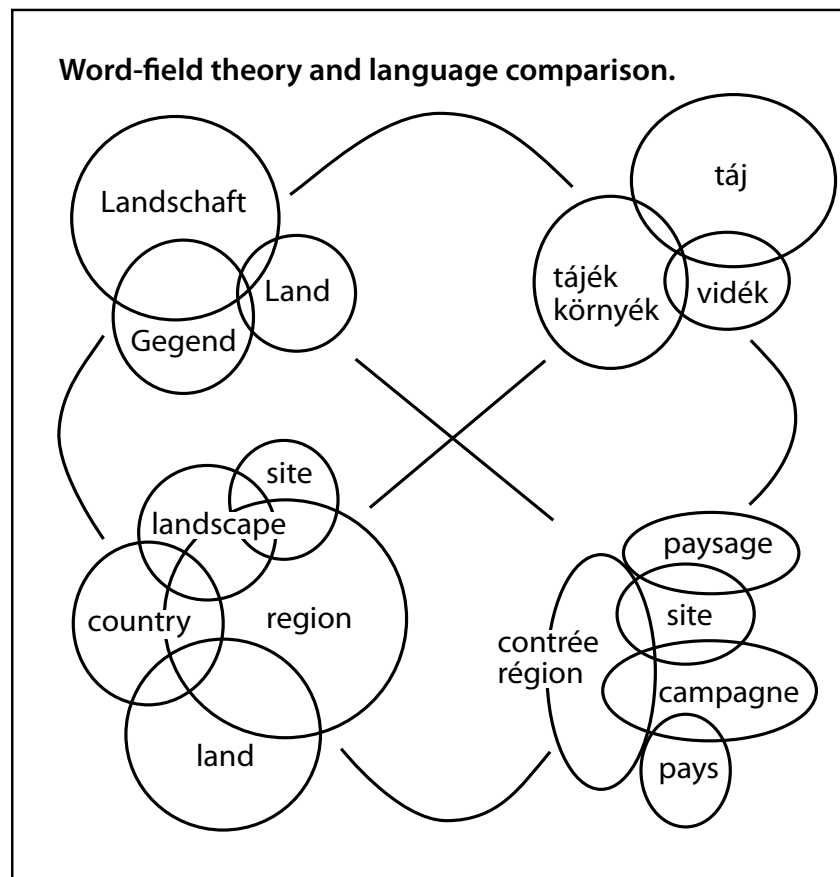 Word-field theory and language comparison.
Landschaft
Gegend
Land
táj
tájék
környék
vidék
site
landscape
country
region
land
paysage
site
contrée
région
campagne
pays